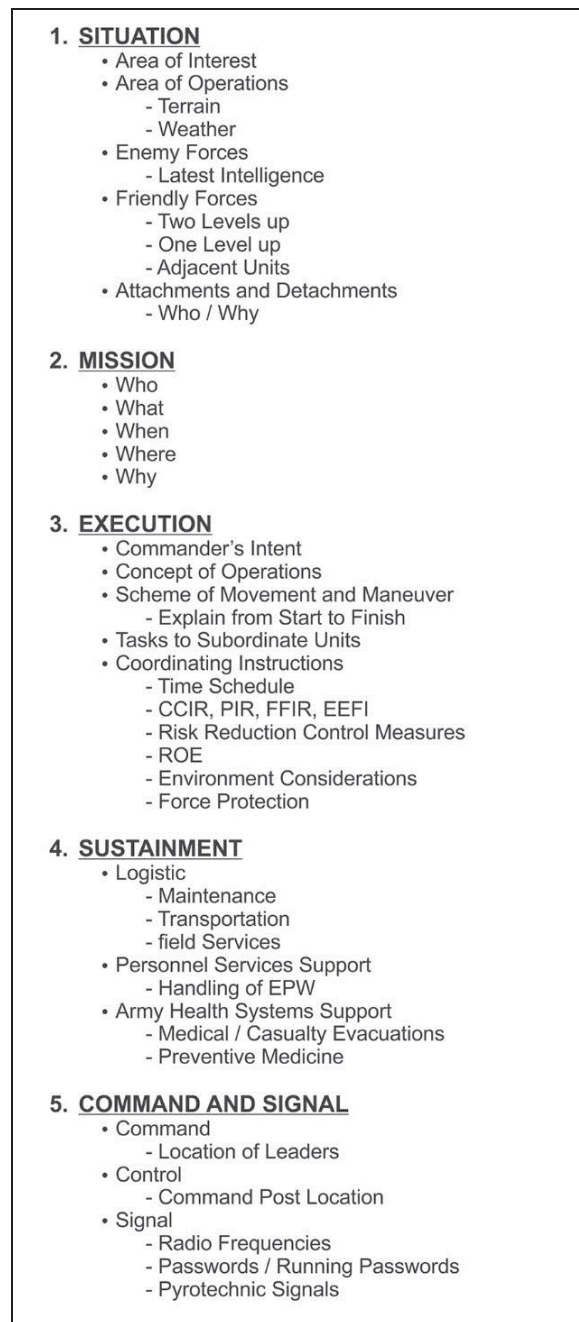 1. SITUATION
• Area of Interest
• Area of Operations
- Terrain
- Weather
• Enemy Forces
- Latest Intelligence
• Friendly Forces
- Two Levels up
- One Level up
- Adjacent Units
• Attachments and Detachments
- Who / Why
2. MISSION
• Who
• What
• When
• Where
• Why
3. EXECUTION
• Commander’s Intent
• Concept of Operations
• Scheme of Movement and Maneuver
- Explain from Start to Finish
• Tasks to Subordinate Units
• Coordinating Instructions
- Time Schedule
- CCIR, PIR, FFIR, EEFI
- Risk Reduction Control Measures
- ROE
- Environment Considerations
- Force Protection
4. SUSTAINMENT
• Logistic
- Maintenance
- Transportation
- field Services
• Personnel Services Support
- Handling of EPW
• Army Health Systems Support
- Medical / Casualty Evacuations
- Preventive Medicine
5. COMMAND AND SIGNAL
• Command
- Location of Leaders
• Control
- Command Post Location
• Signal
- Radio Frequencies
- Passwords / Running Passwords
- Pyrotechnic Signals